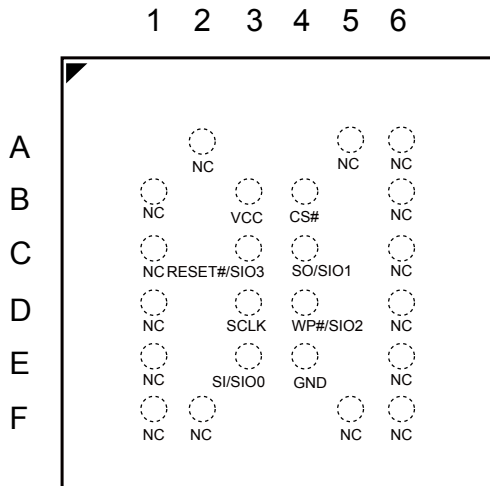 1 2 3 4 5 6
A
NC NC NC
B
NC VCC CS# NC
C
NC RESET#/SIO3 SO/SIO1 NC
D
NC SCLK WP#/SIO2 NC
E
NC SI/SIO0 GND NC
F
NC NC NC NC